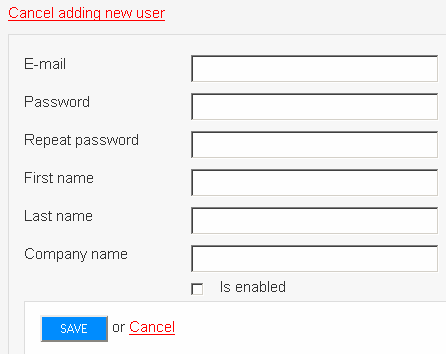 Cancel adding new user
E-mail
Password
Repeat password
First name
Last name
Company name
Is enabled
SAVE or Cancel